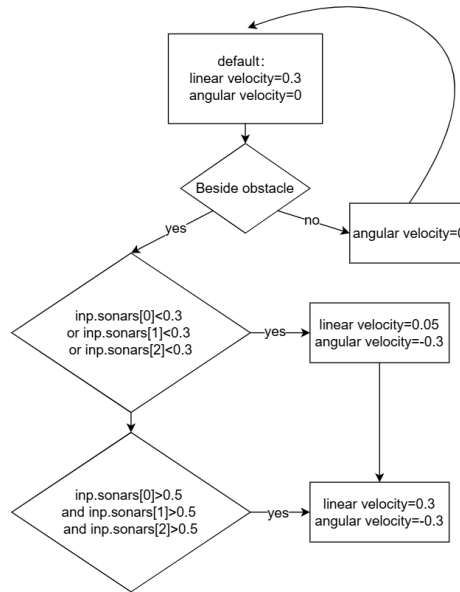 default:
linear velocity=0.3
angular velocity=0
Beside obstacle
yes
no
angular velocity=0
inp.sonars[0]<0.3
or inp.sonars[1]<0.3
or inp.sonars[2]<0.3
yes
linear velocity=0.05
angular velocity=-0.3
inp.sonars[0]>0.5
and inp.sonars[1]>0.5
and inp.sonars[2]>0.5
yes
linear velocity=0.3
angular velocity=-0.3